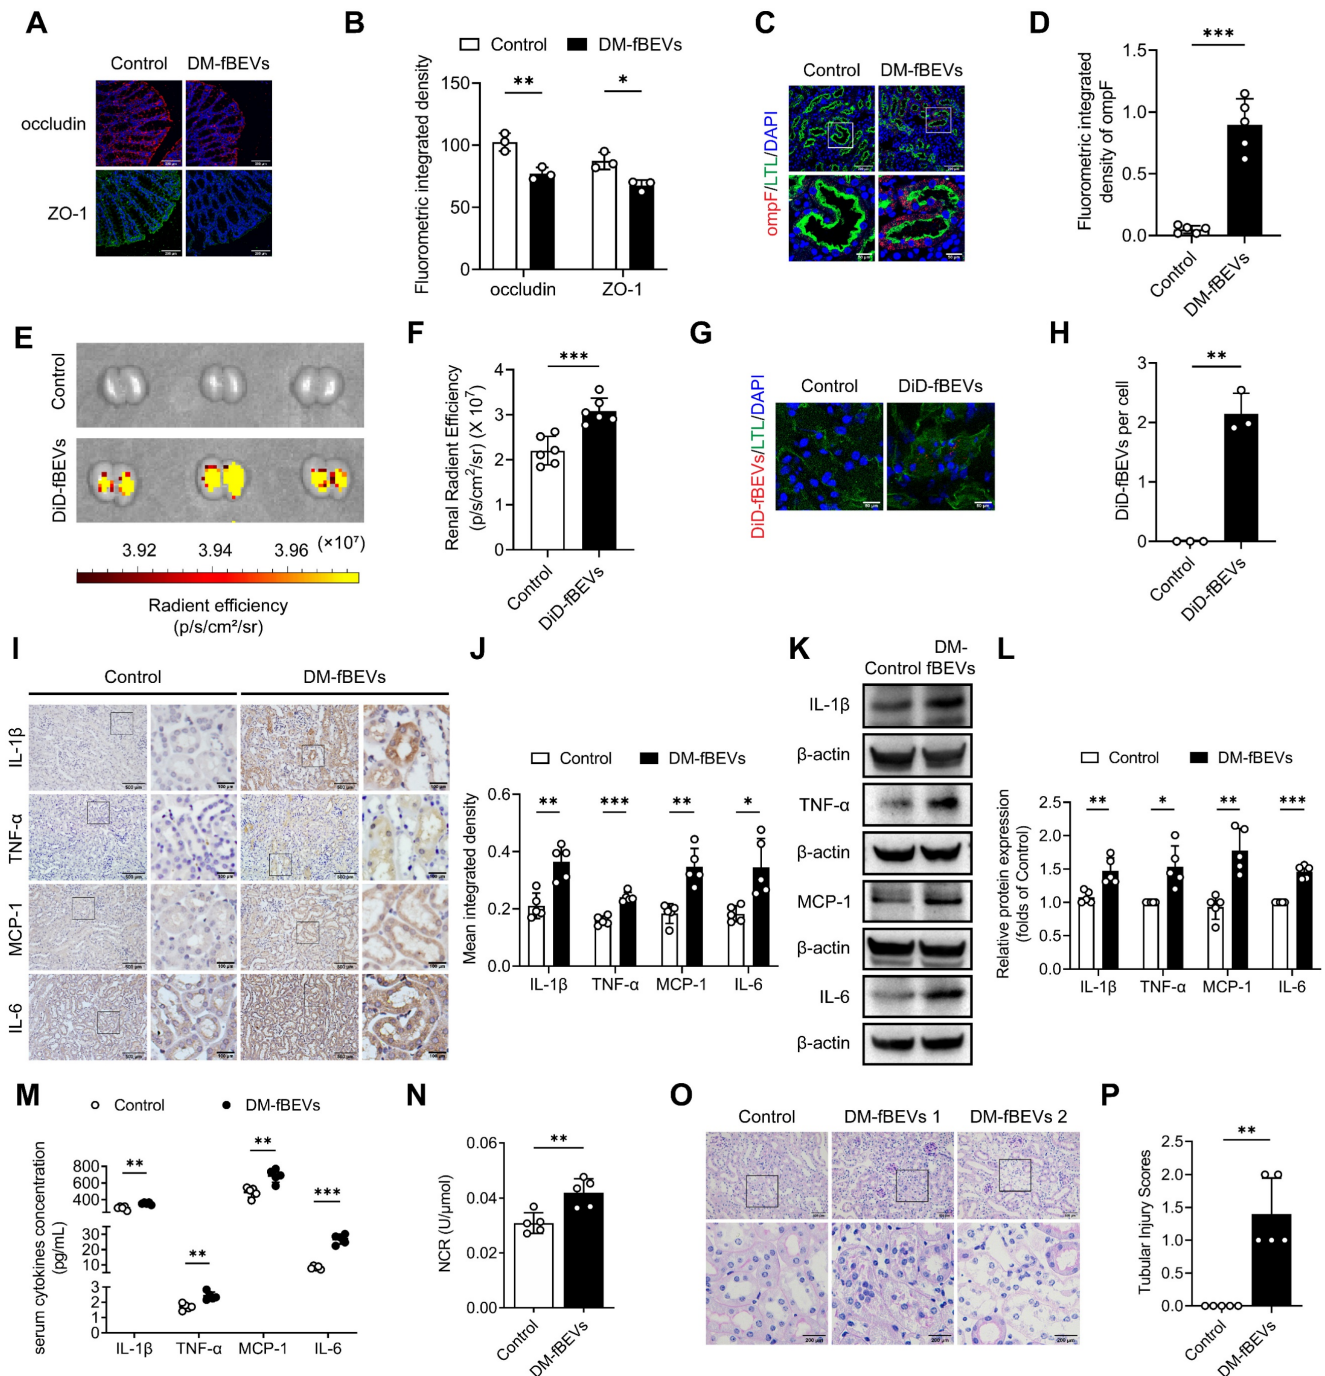 A
Control
DM-fBEVs
occludin
ZO-1
B
Control
DM-fBEVs
Fluorometric integrated density
150
100
50
0
**
*
occludin
ZO-1
C
Control
DM-fBEVs
ompF/LTL/DAPI
D
Fluorometric integrated
density of ompF
1.5
1.0
0.5
0.0
***
Control
DM-fBEVs
E
Control
DiD-fBEVs
3.92
3.94
3.96
(×10⁷)
Radient efficiency
(p/s/cm²/sr)
F
Renal Radient Efficiency
(p/s/cm²/sr) (X 10⁷)
4
3
2
1
0
***
Control
DiD-fBEVs
G
Control
DiD-fBEVs
DiD-fBEVs/LTL/DAPI
H
DiD-fBEVs per cell
3
2
1
0
**
Control
DiD-fBEVs
I
Control
DM-fBEVs
IL-1β
TNF-α
MCP-1
IL-6
J
Control
DM-fBEVs
Mean integrated density
0.6
0.4
0.2
0.0
**
***
**
*
IL-1β
TNF-α
MCP-1
IL-6
K
Control
DM-
fBEVs
IL-1β
β-actin
TNF-α
β-actin
MCP-1
β-actin
IL-6
β-actin
L
Control
DM-fBEVs
Relative protein expression
(folds of Control)
2.5
2.0
1.5
1.0
0.5
0.0
**
*
**
***
IL-1β
TNF-α
MCP-1
IL-6
M
Control
DM-fBEVs
serum cytokines concentration
(pg/mL)
800
600
400
30
20
10
3
2
1
0
**
**
**
***
IL-1β
TNF-α
MCP-1
IL-6
N
NCR (U/μmol)
0.06
0.04
0.02
0.00
**
Control
DM-fBEVs
O
Control
DM-fBEVs 1
DM-fBEVs 2
P
Tubular Injury Scores
2.5
2.0
1.5
1.0
0.5
0.0
**
Control
DM-fBEVs